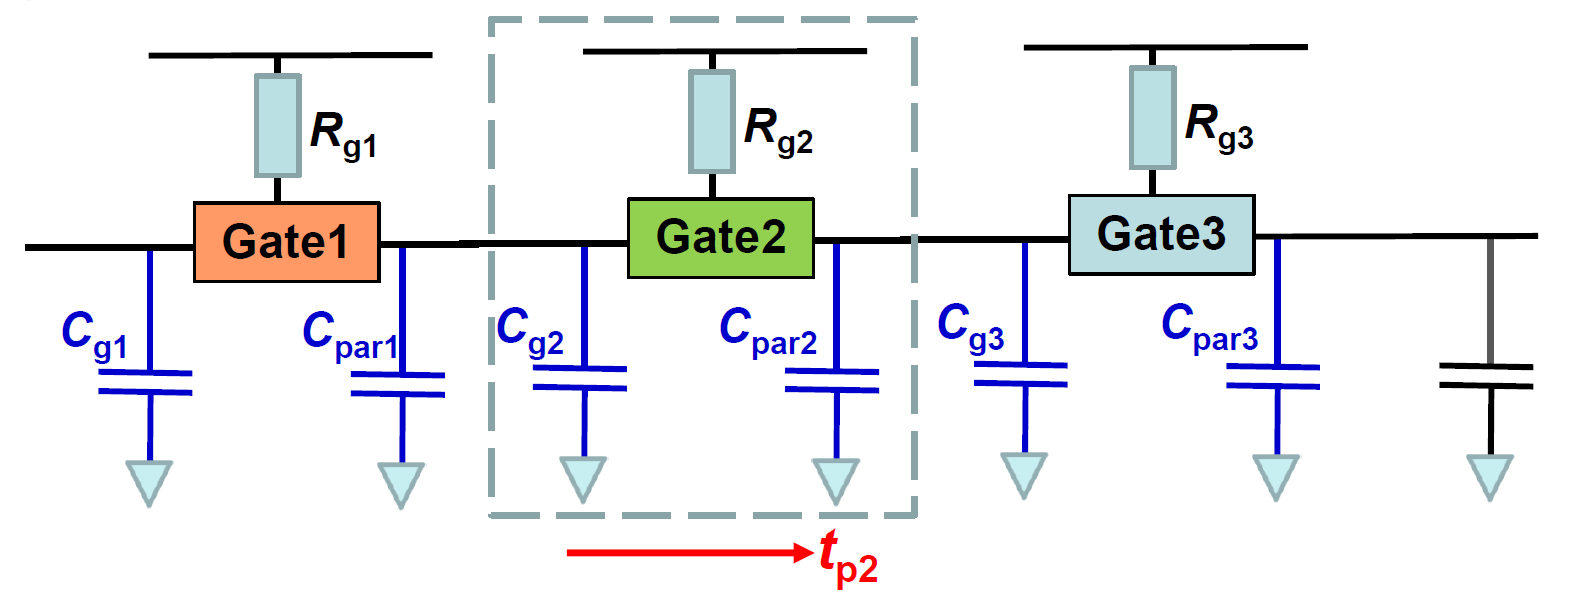 Rg1
Rg2
Rg3
Gate1
Gate2
Gate3
Cg1
Cpar1
Cg2
Cpar2
Cg3
Cpar3
tp2